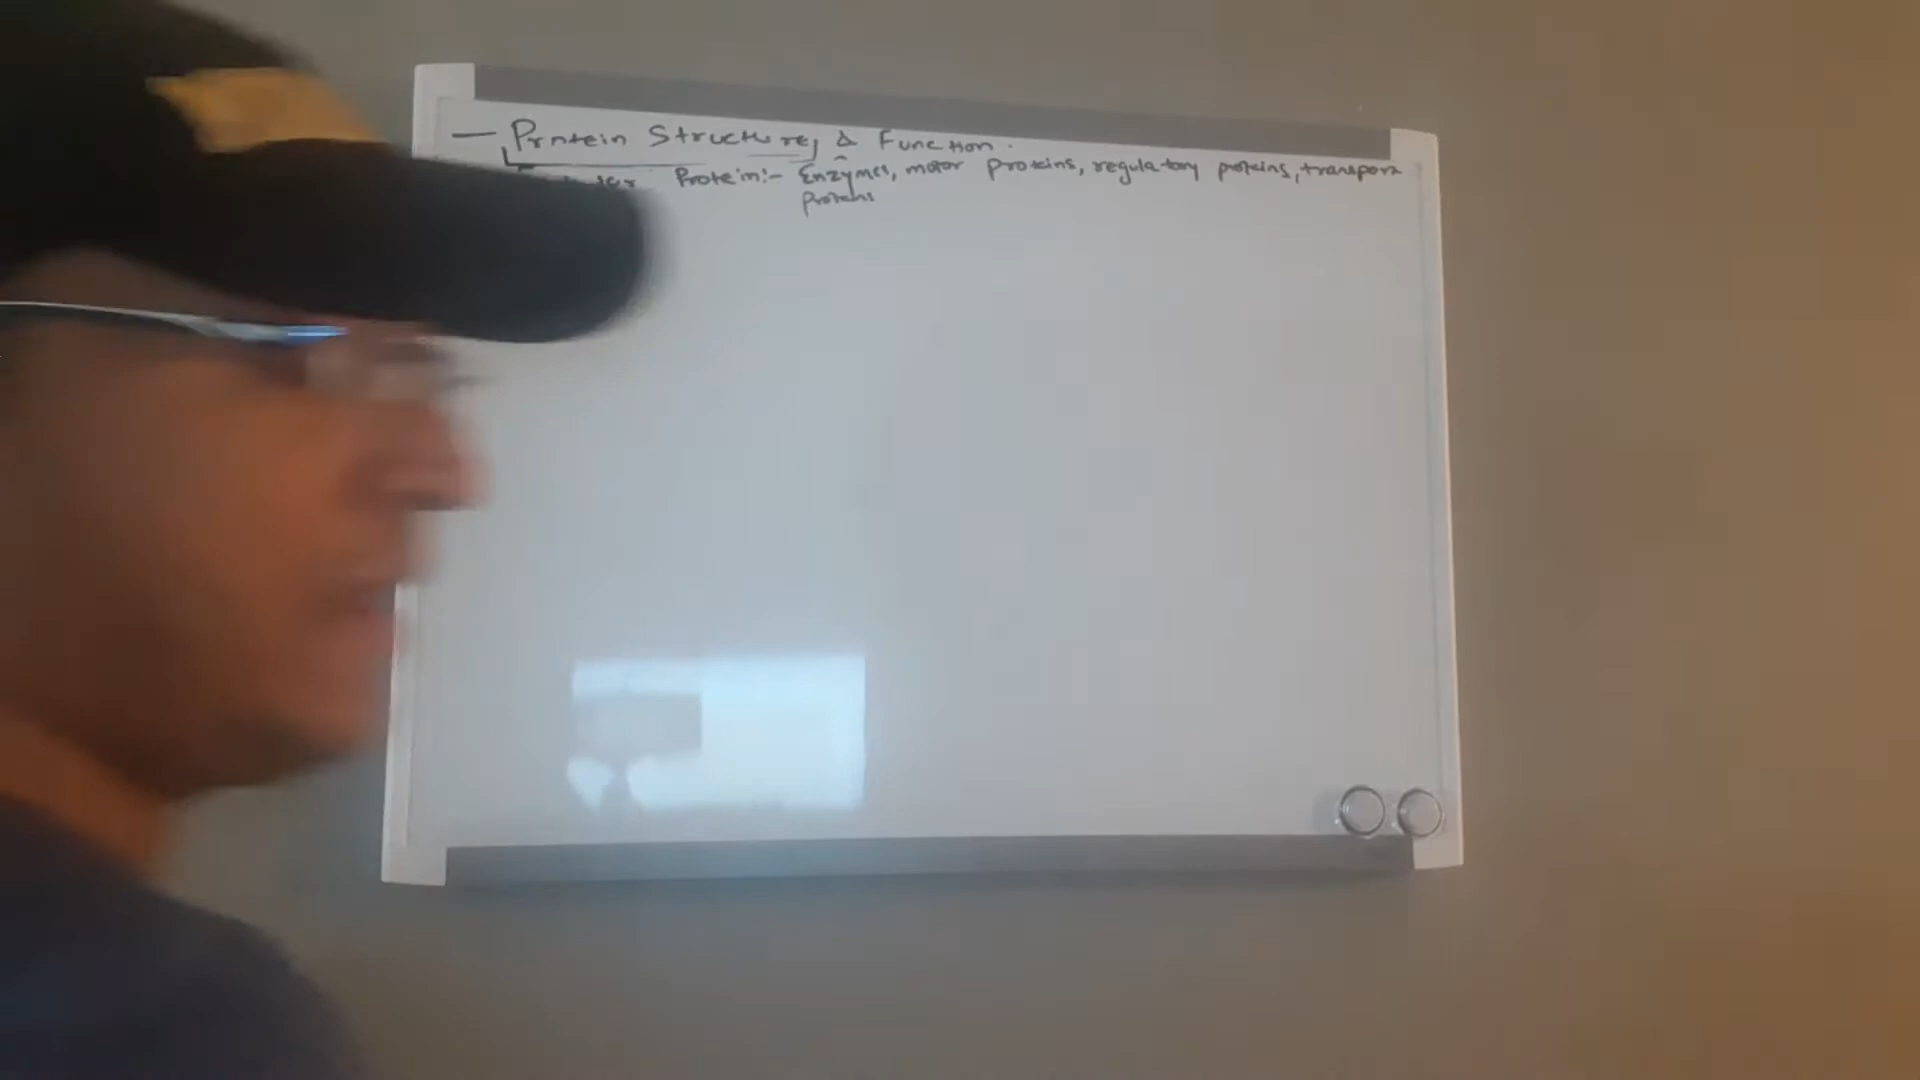 — Protein Structure, & Function.
Protein:- Enzymes, motor proteins, regulatory proteins, transport
proteins